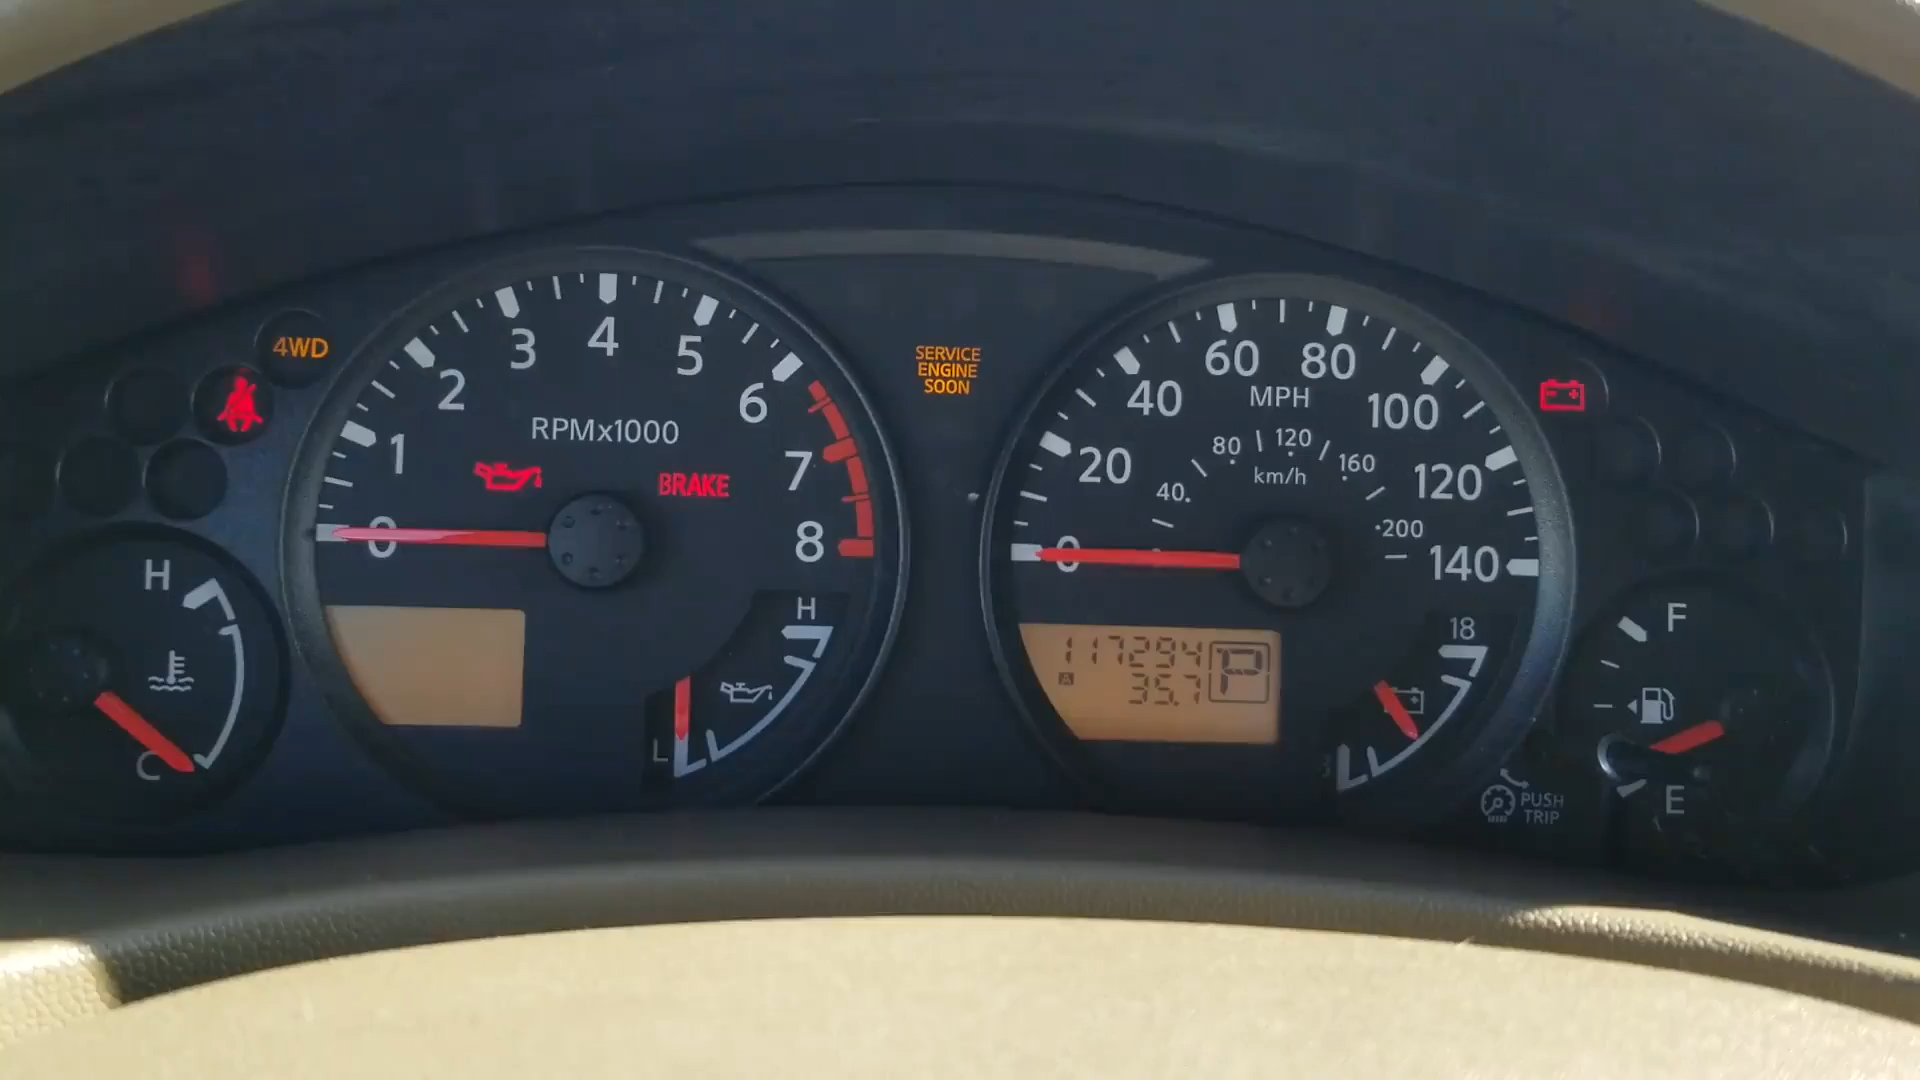 4WD
1
2
3
4
5
6
7
8
0
RPMx1000
BRAKE
H
C
H
L
SERVICE
ENGINE
SOON
0
20
40
60
80
100
120
140
MPH
40
80
120
160
200
km/h
117294
A
35.7
P
18
F
E
PUSH
TRIP